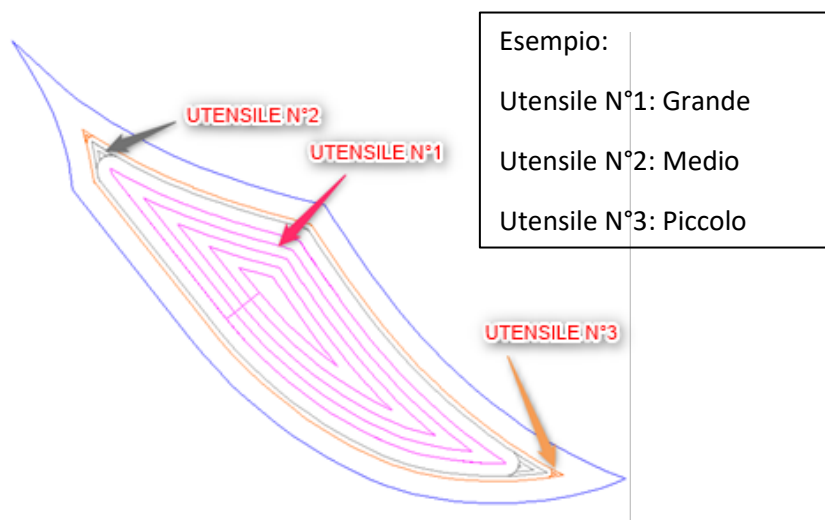 Esempio:
Utensile N°1: Grande
UTENSILE N°2
UTENSILE N°1
Utensile N°2: Medio
Utensile N°3: Piccolo
UTENSILE N°3